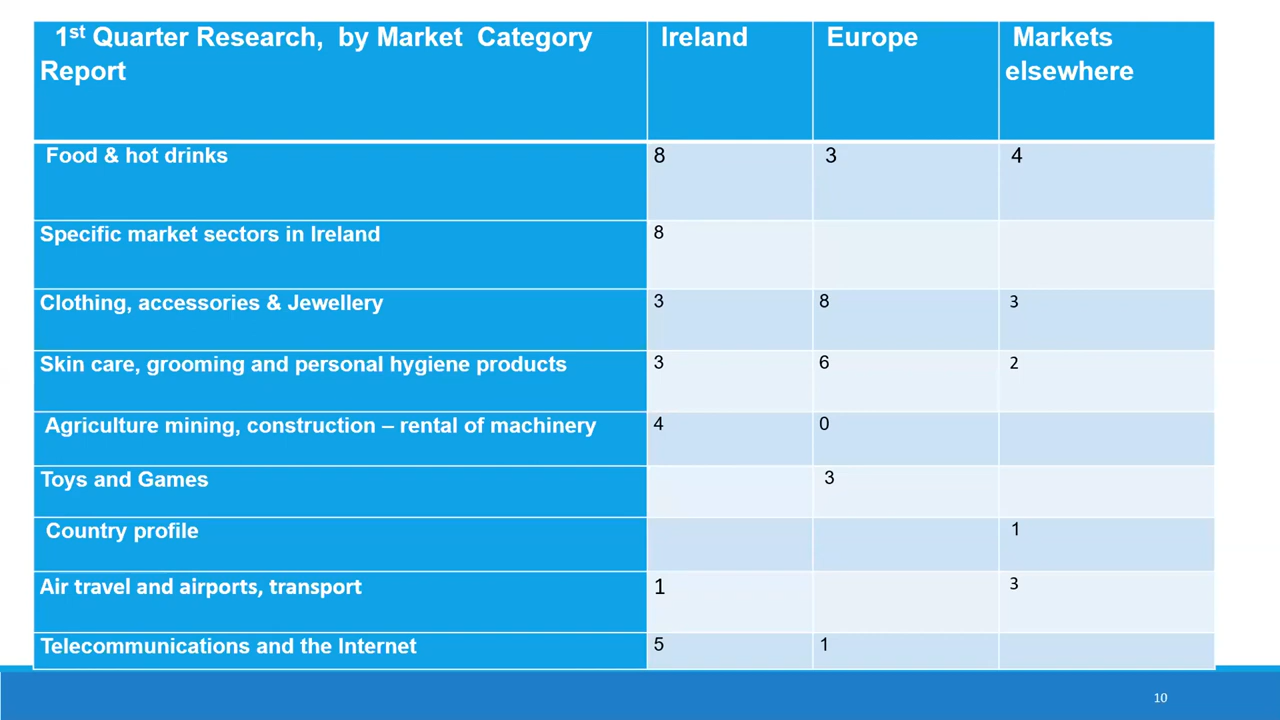 1st Quarter Research, by Market Category Report Ireland Europe Markets elsewhere
Food & hot drinks 8 3 4
Specific market sectors in Ireland 8
Clothing, accessories & Jewellery 3 8 3
Skin care, grooming and personal hygiene products 3 6 2
Agriculture mining, construction – rental of machinery 4 0
Toys and Games 3
Country profile 1
Air travel and airports, transport 1 3
Telecommunications and the Internet 5 1
10